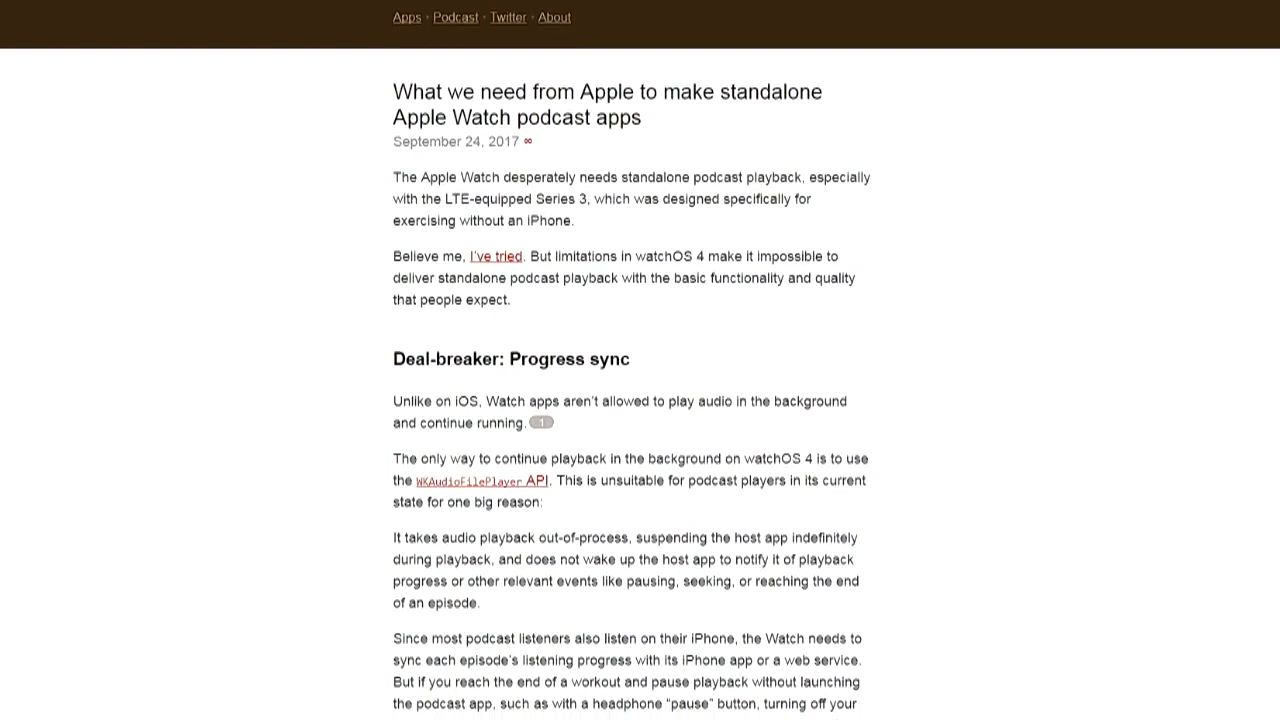 Apps • Podcast • Twitter • About
What we need from Apple to make standalone
Apple Watch podcast apps
September 24, 2017 ∞
The Apple Watch desperately needs standalone podcast playback, especially
with the LTE-equipped Series 3, which was designed specifically for
exercising without an iPhone.
Believe me, I've tried. But limitations in watchOS 4 make it impossible to
deliver standalone podcast playback with the basic functionality and quality
that people expect.
Deal-breaker: Progress sync
Unlike on iOS, Watch apps aren't allowed to play audio in the background
and continue running. 1
The only way to continue playback in the background on watchOS 4 is to use
the WKAudioFilePlayer API. This is unsuitable for podcast players in its current
state for one big reason:
It takes audio playback out-of-process, suspending the host app indefinitely
during playback, and does not wake up the host app to notify it of playback
progress or other relevant events like pausing, seeking, or reaching the end
of an episode.
Since most podcast listeners also listen on their iPhone, the Watch needs to
sync each episode's listening progress with its iPhone app or a web service.
But if you reach the end of a workout and pause playback without launching
the podcast app, such as with a headphone "pause" button, turning off your